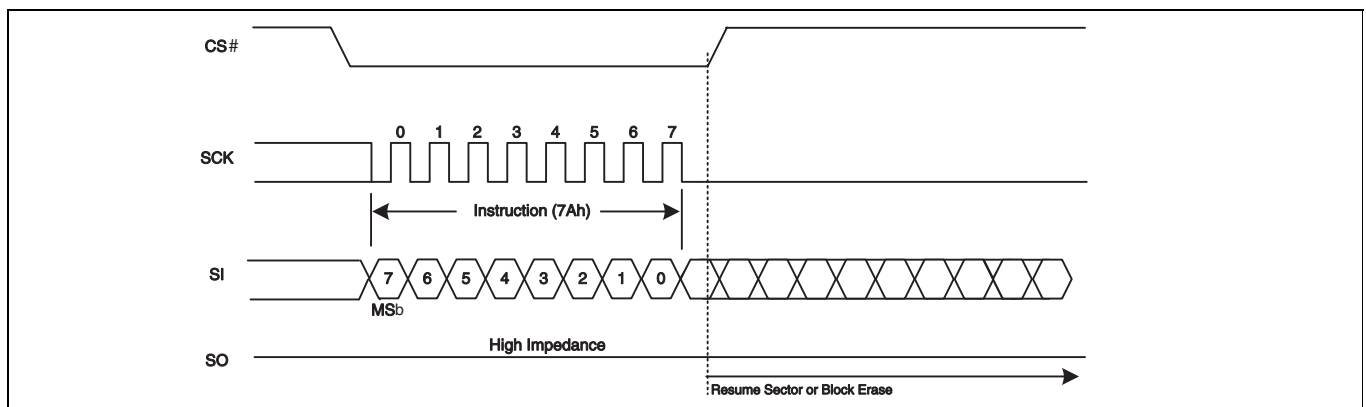 CS#
SCK
0 1 2 3 4 5 6 7
Instruction (7Ah)
SI
7 6 5 4 3 2 1 0
MSb
SO
High Impedance
Resume Sector or Block Erase